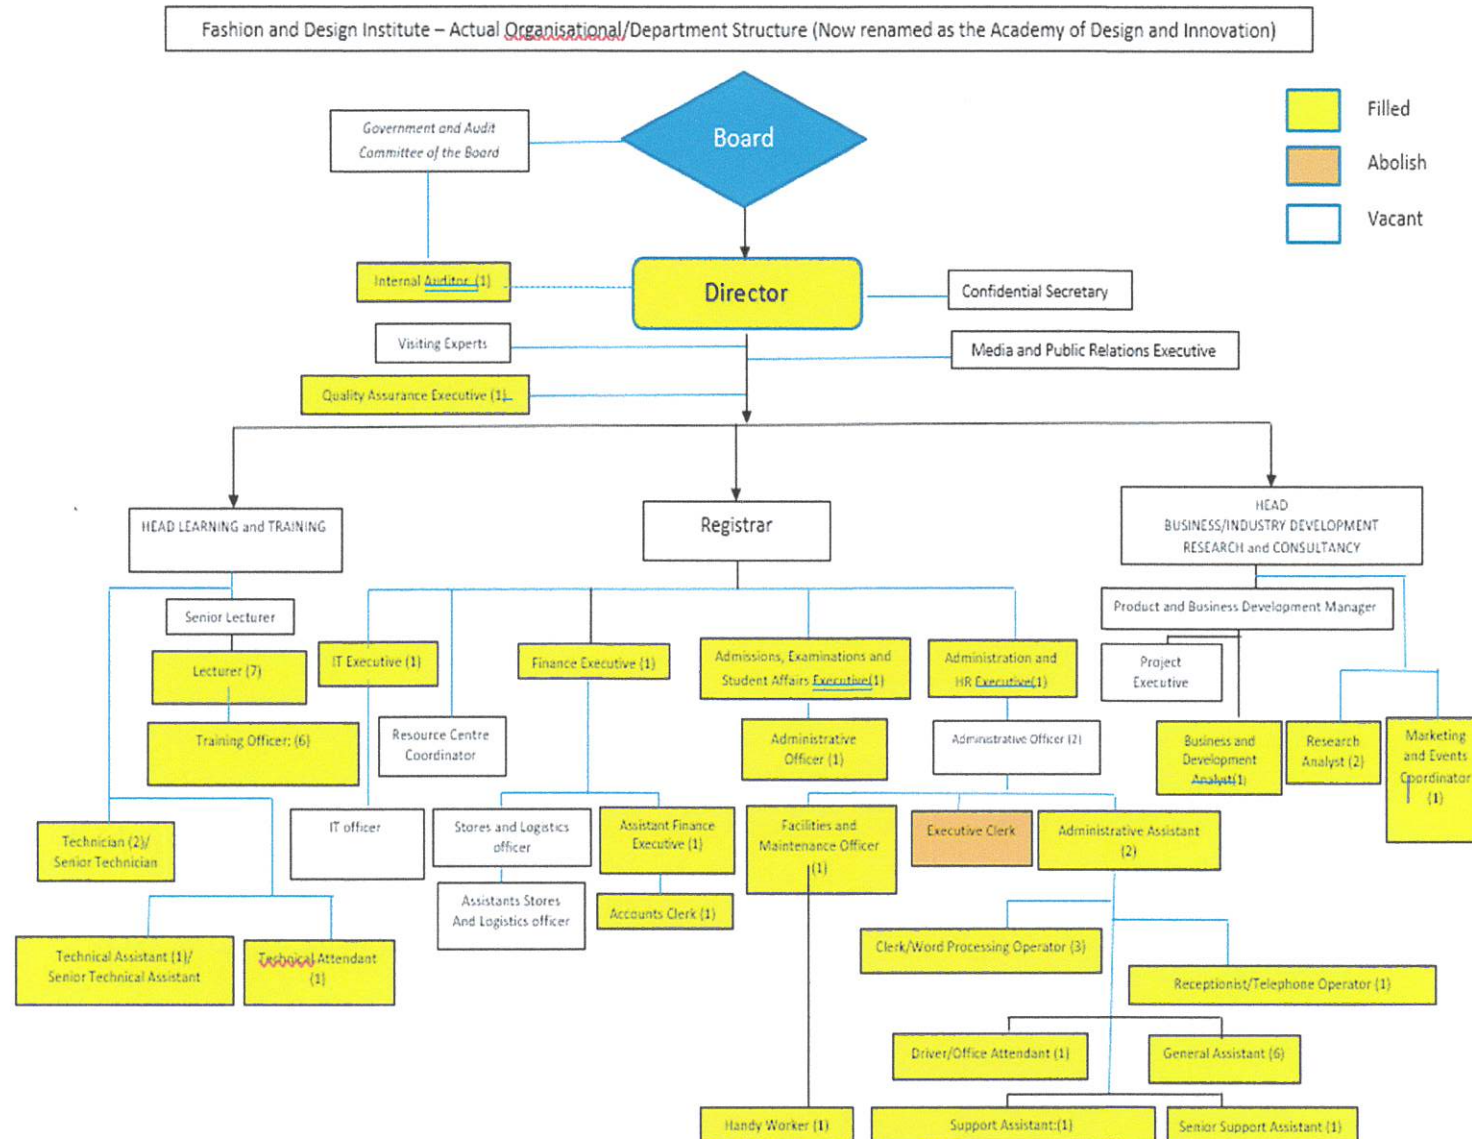 Fashion and Design Institute – Actual Organisational/Department Structure (Now renamed as the Academy of Design and Innovation)
Government and Audit
Committee of the Board
Board
Filled
Abolish
Vacant
Internal Auditor (1)
Director
Confidential Secretary
Visiting Experts
Media and Public Relations Executive
Quality Assurance Executive (1)
HEAD LEARNING and TRAINING
Registrar
HEAD
BUSINESS/INDUSTRY DEVELOPMENT
RESEARCH and CONSULTANCY
Senior Lecturer
Product and Business Development Manager
Lecturer (7)
IT Executive (1)
Finance Executive (1)
Admissions, Examinations and
Student Affairs Executive(1)
Administration and
HR Executive(1)
Project
Executive
Training Officer: (6)
Resource Centre
Coordinator
Administrative
Officer (1)
Administrative Officer (2)
Business and
Development
Analyst(1)
Research
Analyst (2)
Marketing
and Events
Coordinator
(1)
Technician (2)/
Senior Technician
IT officer
Stores and Logistics
officer
Assistant Finance
Executive (1)
Facilities and
Maintenance Officer
(1)
Executive Clerk
Administrative Assistant
(2)
Assistants Stores
And Logistics officer
Accounts Clerk (1)
Technical Assistant (1)/
Senior Technical Assistant
Technical Attendant
(1)
Clerk/Word Processing Operator (3)
Receptionist/Telephone Operator (1)
Driver/Office Attendant (1)
General Assistant (6)
Handy Worker (1)
Support Assistant:(1)
Senior Support Assistant (1)